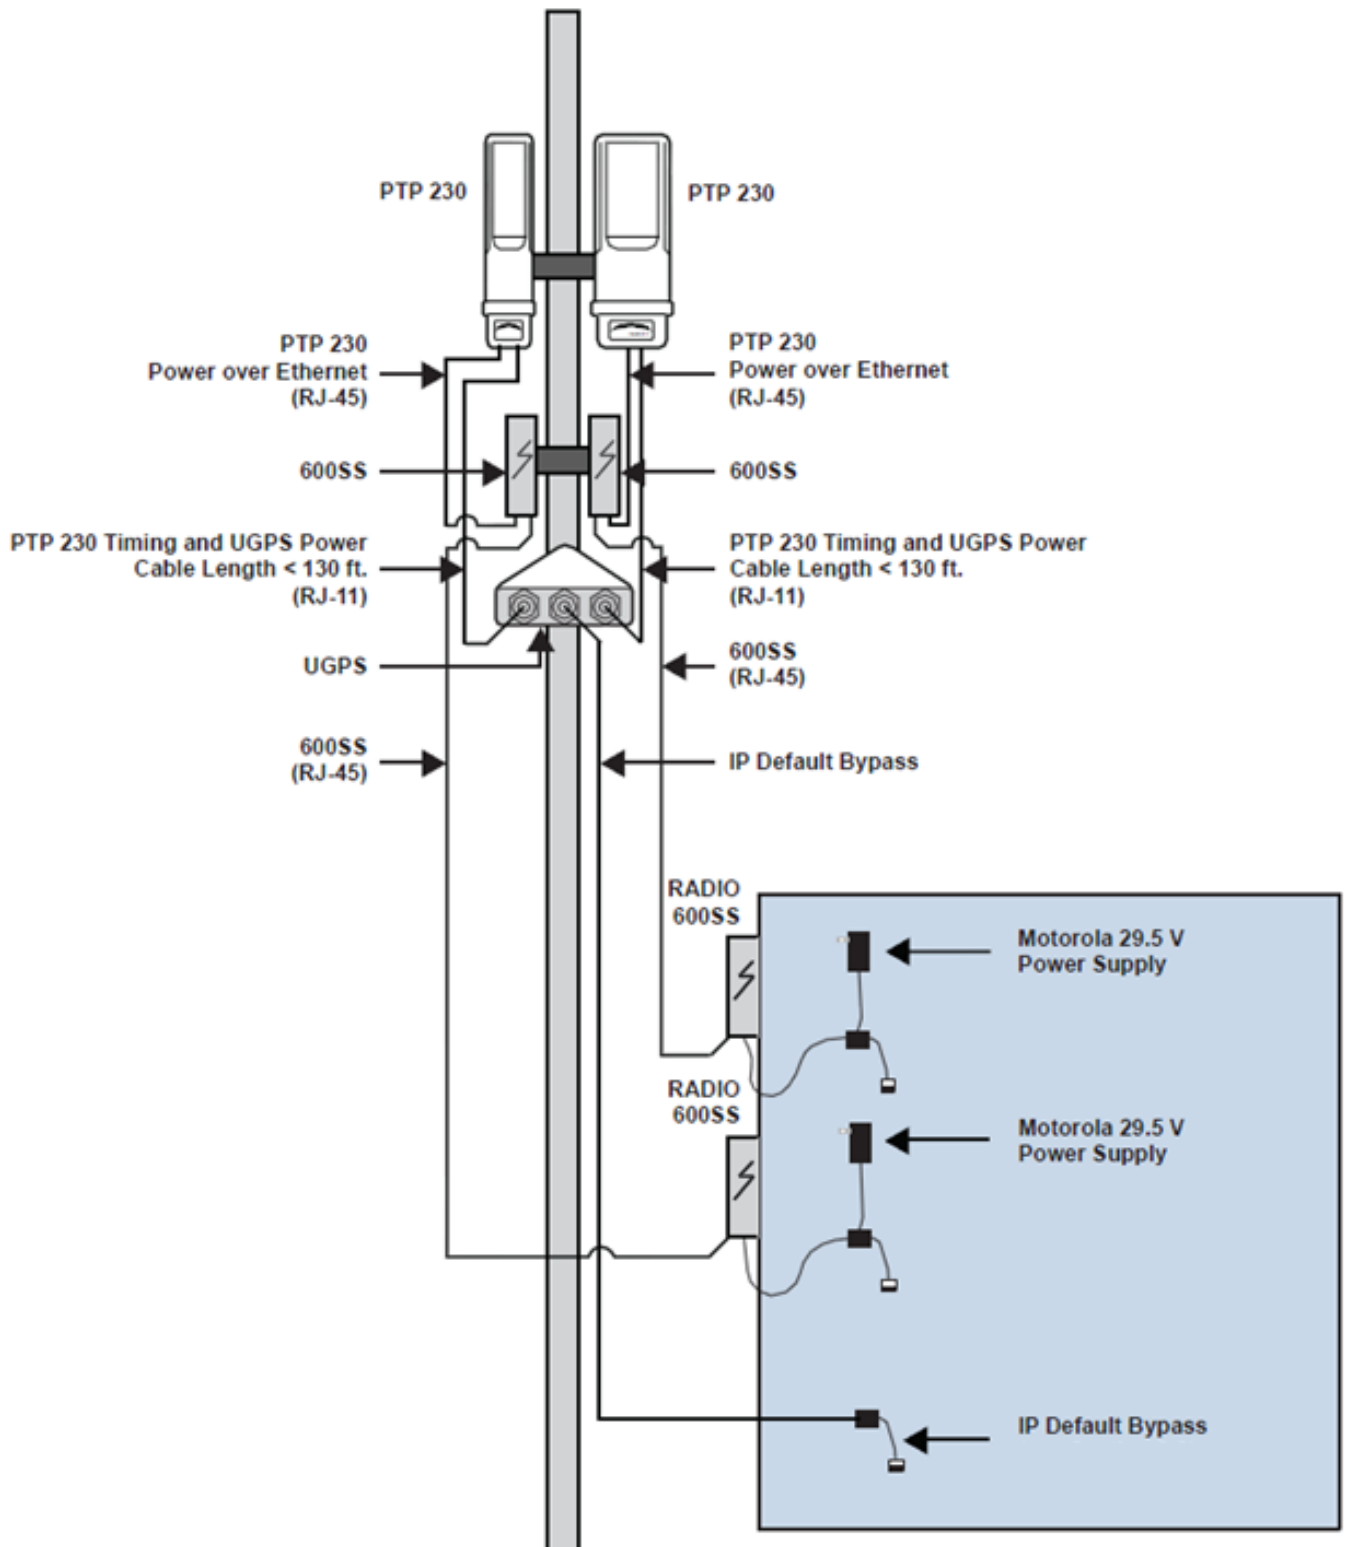 PTP 230
PTP 230
PTP 230
Power over Ethernet
(RJ-45)
PTP 230
Power over Ethernet
(RJ-45)
600SS
600SS
PTP 230 Timing and UGPS Power
Cable Length < 130 ft.
(RJ-11)
PTP 230 Timing and UGPS Power
Cable Length < 130 ft.
(RJ-11)
UGPS
600SS
(RJ-45)
600SS
(RJ-45)
IP Default Bypass
RADIO
600SS
Motorola 29.5 V
Power Supply
RADIO
600SS
Motorola 29.5 V
Power Supply
IP Default Bypass